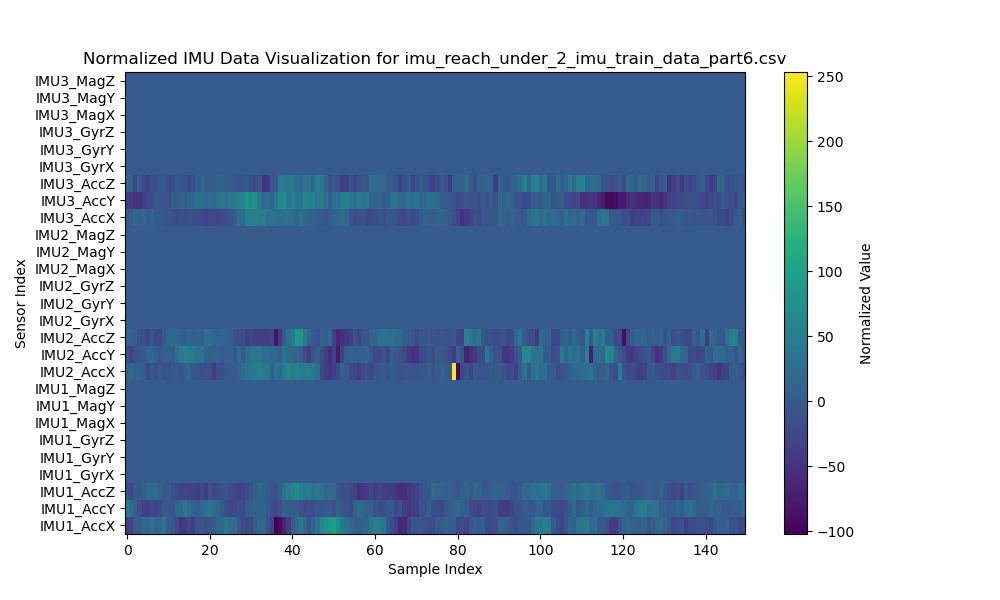 Normalized IMU Data Visualization for imu_reach_under_2_imu_train_data_part6.csv
IMU3_MagZ
IMU3_MagY
IMU3_MagX
IMU3_GyrZ
IMU3_GyrY
IMU3_GyrX
IMU3_AccZ
IMU3_AccY
IMU3_AccX
IMU2_MagZ
IMU2_MagY
IMU2_MagX
IMU2_GyrZ
IMU2_GyrY
IMU2_GyrX
IMU2_AccZ
IMU2_AccY
IMU2_AccX
IMU1_MagZ
IMU1_MagY
IMU1_MagX
IMU1_GyrZ
IMU1_GyrY
IMU1_GyrX
IMU1_AccZ
IMU1_AccY
IMU1_AccX
Sensor Index
0 20 40 60 80 100 120 140
Sample Index
250
200
150
100
50
0
−50
−100
Normalized Value